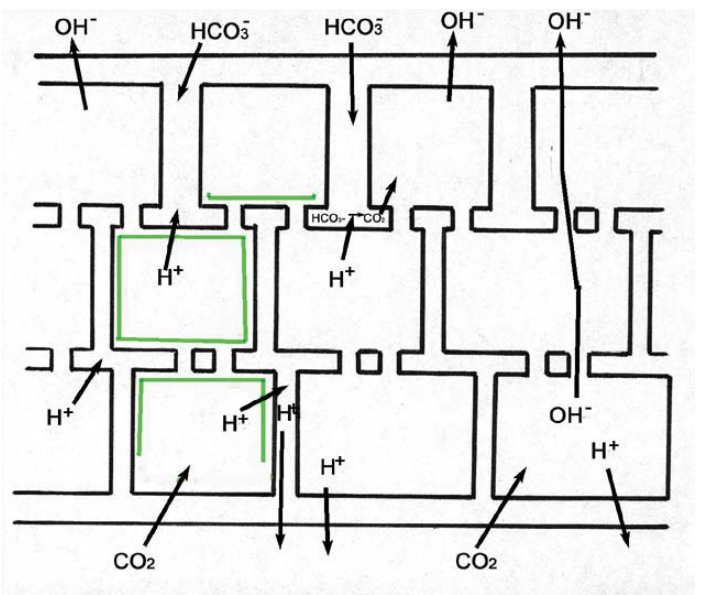 OH- HCO3- HCO3- OH- OH-
HCO3- → CO2
H+ H+
H+ H+ H+ OH-
H+ H+
CO2 CO2